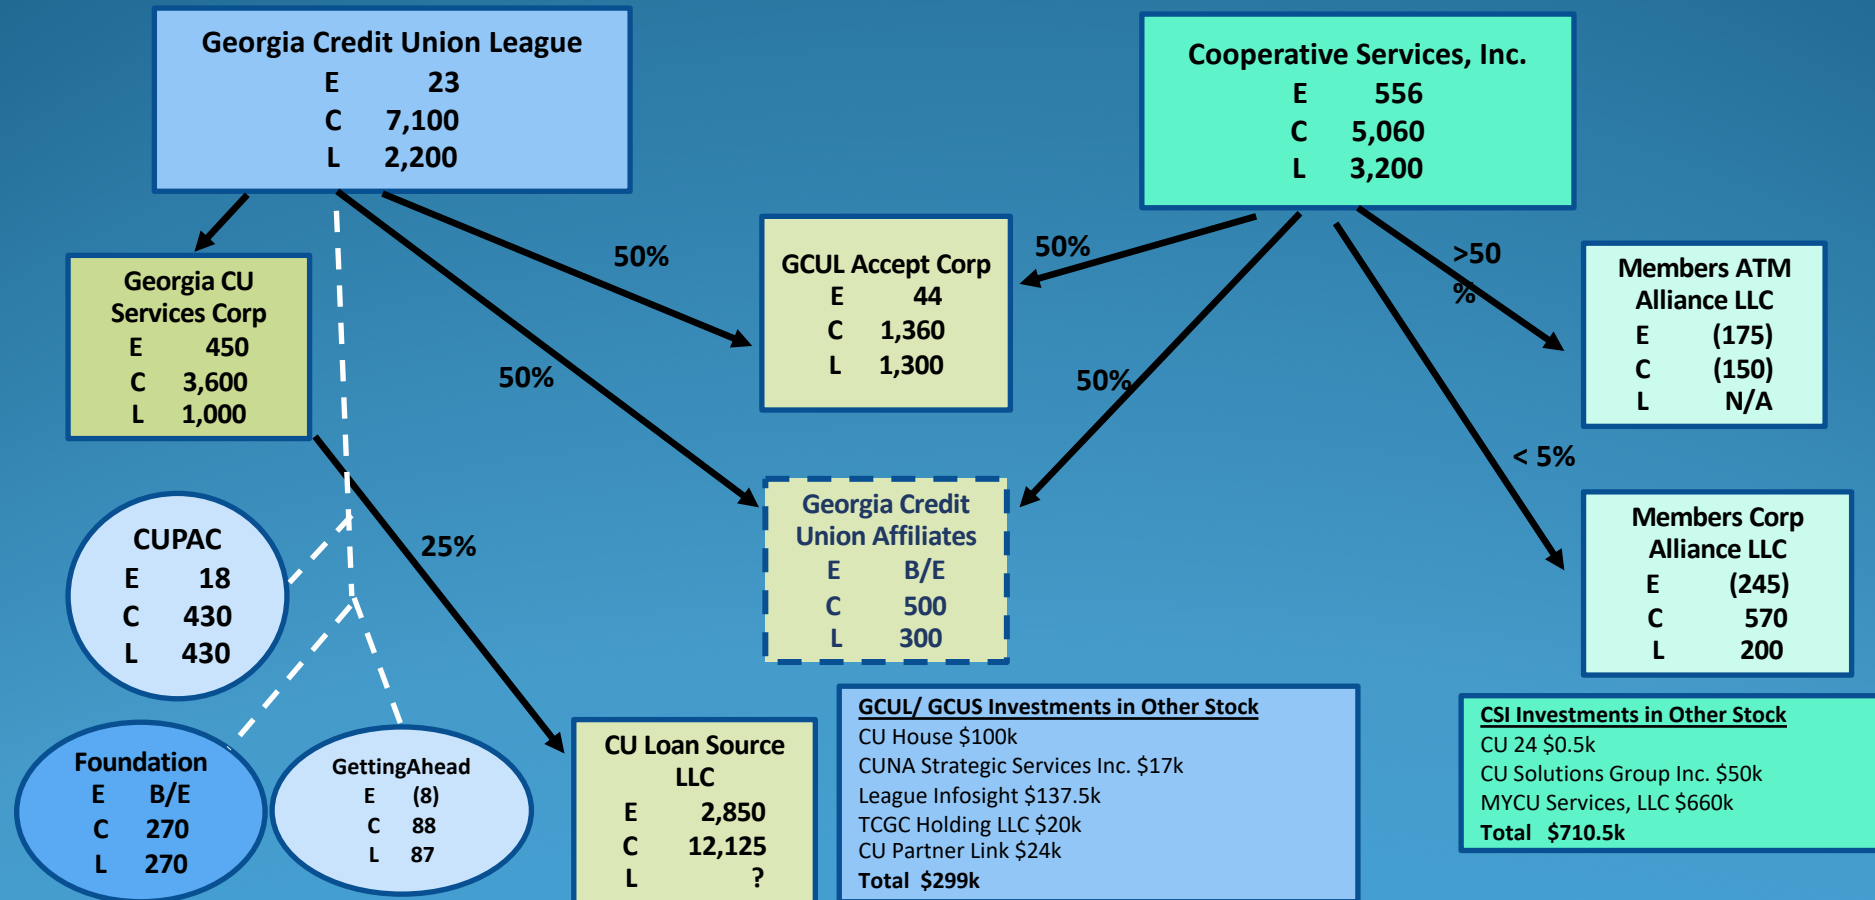 Georgia Credit Union League
E 23
C 7,100
L 2,200
Cooperative Services, Inc.
E 556
C 5,060
L 3,200
50%
50%
>50
%
Georgia CU
Services Corp
E 450
C 3,600
L 1,000
GCUL Accept Corp
E 44
C 1,360
L 1,300
Members ATM
Alliance LLC
E (175)
C (150)
L N/A
50%
50%
< 5%
25%
CUPAC
E 18
C 430
L 430
Georgia Credit
Union Affiliates
E B/E
C 500
L 300
Members Corp
Alliance LLC
E (245)
C 570
L 200
Foundation
E B/E
C 270
L 270
GettingAhead
E (8)
C 88
L 87
CU Loan Source
LLC
E 2,850
C 12,125
L ?
GCUL/ GCUS Investments in Other Stock
CU House $100k
CUNA Strategic Services Inc. $17k
League Infosight $137.5k
TCGC Holding LLC $20k
CU Partner Link $24k
Total $299k
CSI Investments in Other Stock
CU 24 $0.5k
CU Solutions Group Inc. $50k
MYCU Services, LLC $660k
Total $710.5k